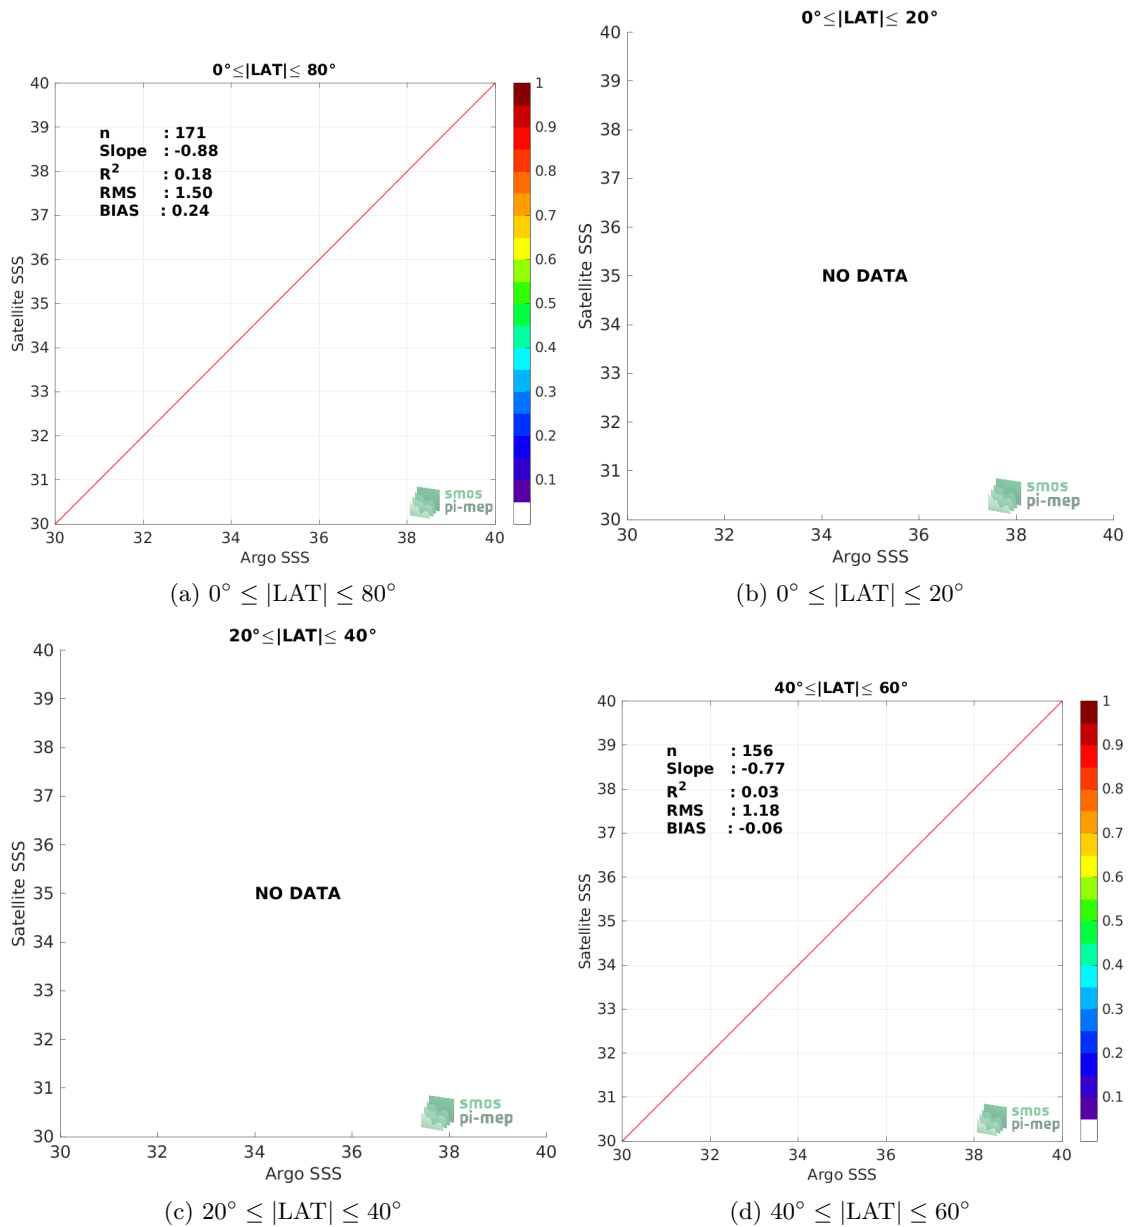 0°≤|LAT|≤ 80°
n : 171
Slope : -0.88
R² : 0.18
RMS : 1.50
BIAS : 0.24
40
39
38
37
36
35
34
33
32
31
30
30 32 34 36 38 40
Satellite SSS
Argo SSS
1
0.9
0.8
0.7
0.6
0.5
0.4
0.3
0.2
0.1
smos
pi-mep
(a) 0° ≤ |LAT| ≤ 80°
0°≤|LAT|≤ 20°
40
39
38
37
36
35
34
33
32
31
30
30 32 34 36 38 40
Satellite SSS
Argo SSS
NO DATA
smos
pi-mep
(b) 0° ≤ |LAT| ≤ 20°
20°≤|LAT|≤ 40°
40
39
38
37
36
35
34
33
32
31
30
30 32 34 36 38 40
Satellite SSS
Argo SSS
NO DATA
smos
pi-mep
(c) 20° ≤ |LAT| ≤ 40°
40°≤|LAT|≤ 60°
n : 156
Slope : -0.77
R² : 0.03
RMS : 1.18
BIAS : -0.06
40
39
38
37
36
35
34
33
32
31
30
30 32 34 36 38 40
Satellite SSS
Argo SSS
1
0.9
0.8
0.7
0.6
0.5
0.4
0.3
0.2
0.1
smos
pi-mep
(d) 40° ≤ |LAT| ≤ 60°